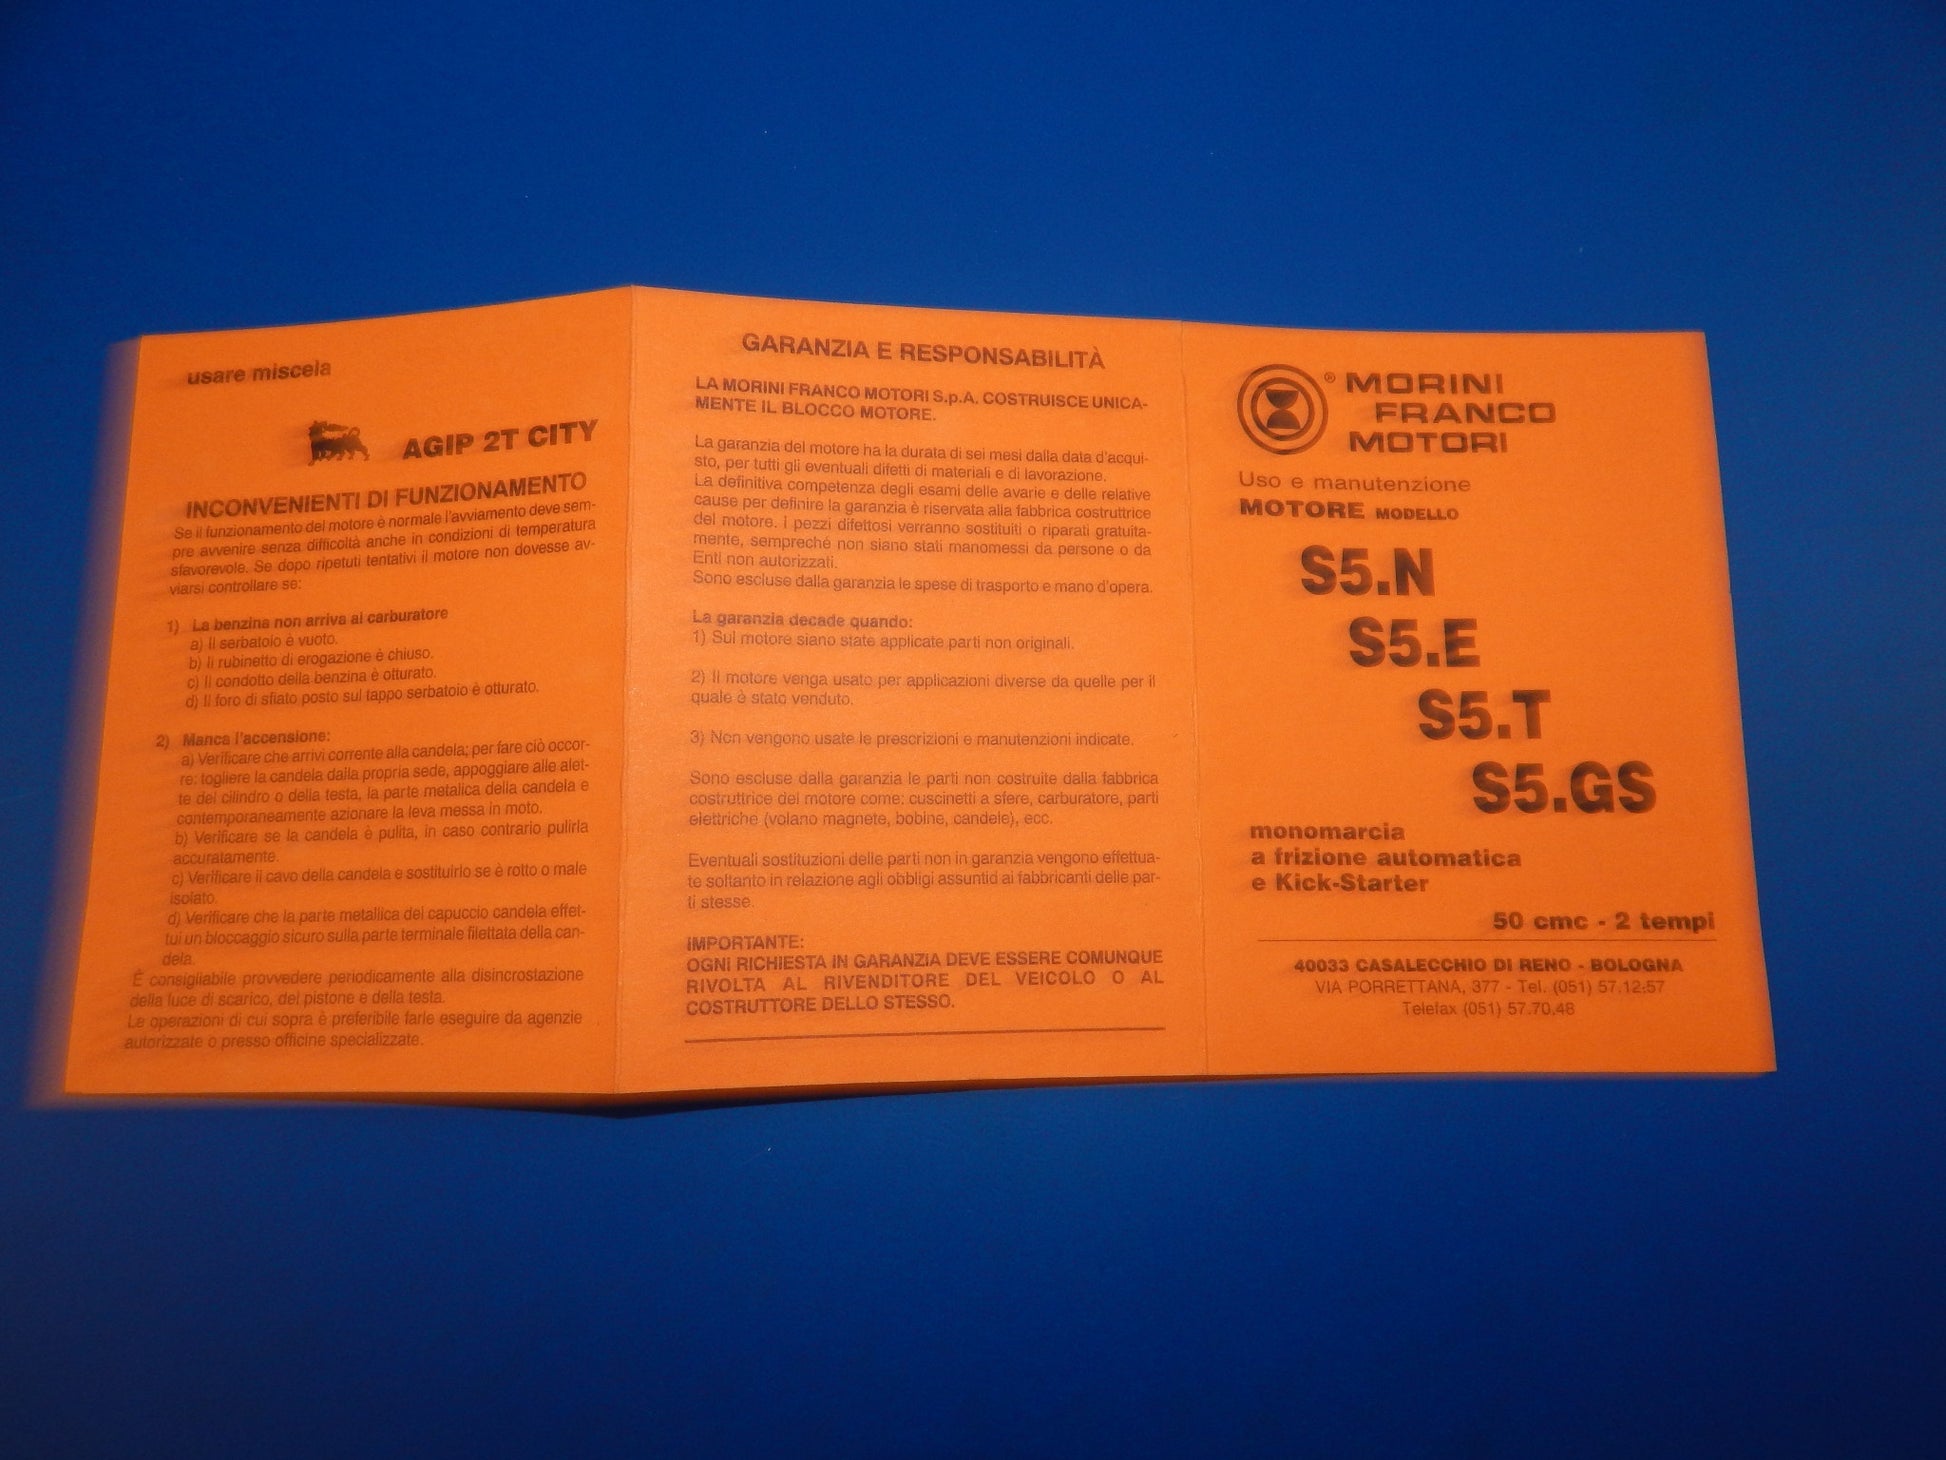 usare miscela
AGIP 2T CITY
INCONVENIENTI DI FUNZIONAMENTO
Se il funzionamento del motore è normale l'avviamento deve sem-
pre avvenire senza difficoltà anche in condizioni di temperatura
sfavorevole. Se dopo ripetuti tentativi il motore non dovesse av-
viarsi controllare se:
1) La benzina non arriva al carburatore
a) Il serbatoio è vuoto.
b) Il rubinetto di erogazione è chiuso.
c) Il condotto della benzina è otturato.
d) Il foro di sfiato posto sul tappo serbatoio è otturato.
2) Manca l'accensione:
a) Verificare che arrivi corrente alla candela; per fare ciò occor-
re: togliere la candela dalla propria sede, appoggiare alle alet-
te del cilindro o della testa, la parte metalica della candela e
contemporaneamente azionare la leva messa in moto.
b) Verificare se la candela è pulita, in caso contrario pulirla
accuratamente.
c) Verificare il cavo della candela e sostituirlo se è rotto o male
isolato.
d) Verificare che la parte metallica del capuccio candela effet-
tui un bloccaggio sicuro sulla parte terminale filettata della can-
dela.
È consigliabile provvedere periodicamente alla disincrostazione
della luce di scarico, del pistone e della testa.
Le operazioni di cui sopra è preferibile farle eseguire da agenzie
autorizzate o presso officine specializzate.
GARANZIA E RESPONSABILITÀ
LA MORINI FRANCO MOTORI S.p.A. COSTRUISCE UNICA-
MENTE IL BLOCCO MOTORE.
La garanzia del motore ha la durata di sei mesi dalla data d'acqui-
sto, per tutti gli eventuali difetti di materiali e di lavorazione.
La definitiva competenza degli esami delle avarie e delle relative
cause per definire la garanzia è riservata alla fabbrica costruttrice
del motore. I pezzi difettosi verranno sostituiti o riparati gratuita-
mente, sempreché non siano stati manomessi da persone o da
Enti non autorizzati.
Sono escluse dalla garanzia le spese di trasporto e mano d'opera.
La garanzia decade quando:
1) Sul motore siano state applicate parti non originali.
2) Il motore venga usato per applicazioni diverse da quelle per il
quale è stato venduto.
3) Non vengono usate le prescrizioni e manutenzioni indicate.
Sono escluse dalla garanzia le parti non costruite dalla fabbrica
costruttrice del motore come: cuscinetti a sfere, carburatore, parti
elettriche (volano magnete, bobine, candele), ecc.
Eventuali sostituzioni delle parti non in garanzia vengono effettua-
te soltanto in relazione agli obbligi assuntid ai fabbricanti delle par-
ti stesse.
IMPORTANTE:
OGNI RICHIESTA IN GARANZIA DEVE ESSERE COMUNQUE
RIVOLTA AL RIVENDITORE DEL VEICOLO O AL
COSTRUTTORE DELLO STESSO.
® MORINI
FRANCO
MOTORI
Uso e manutenzione
MOTORE MODELLO
S5.N
S5.E
S5.T
S5.GS
monomarcia
a frizione automatica
e Kick-Starter
50 cmc - 2 tempi
40033 CASALECCHIO DI RENO - BOLOGNA
VIA PORRETTANA, 377 - Tel. (051) 57.12.57
Telefax (051) 57.70.48